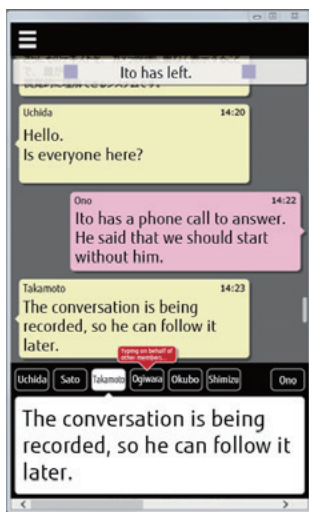 Ito has left.
Uchida 14:20
Hello.
Is everyone here?
Ono 14:22
Ito has a phone call to answer.
He said that we should start
without him.
Takamoto 14:23
The conversation is being
recorded, so he can follow it
later.
Typing on behalf of
other members...
Uchida Sato Takamoto Ogiwara Okubo Shimizu Ono
The conversation is being
recorded, so he can follow it
later.